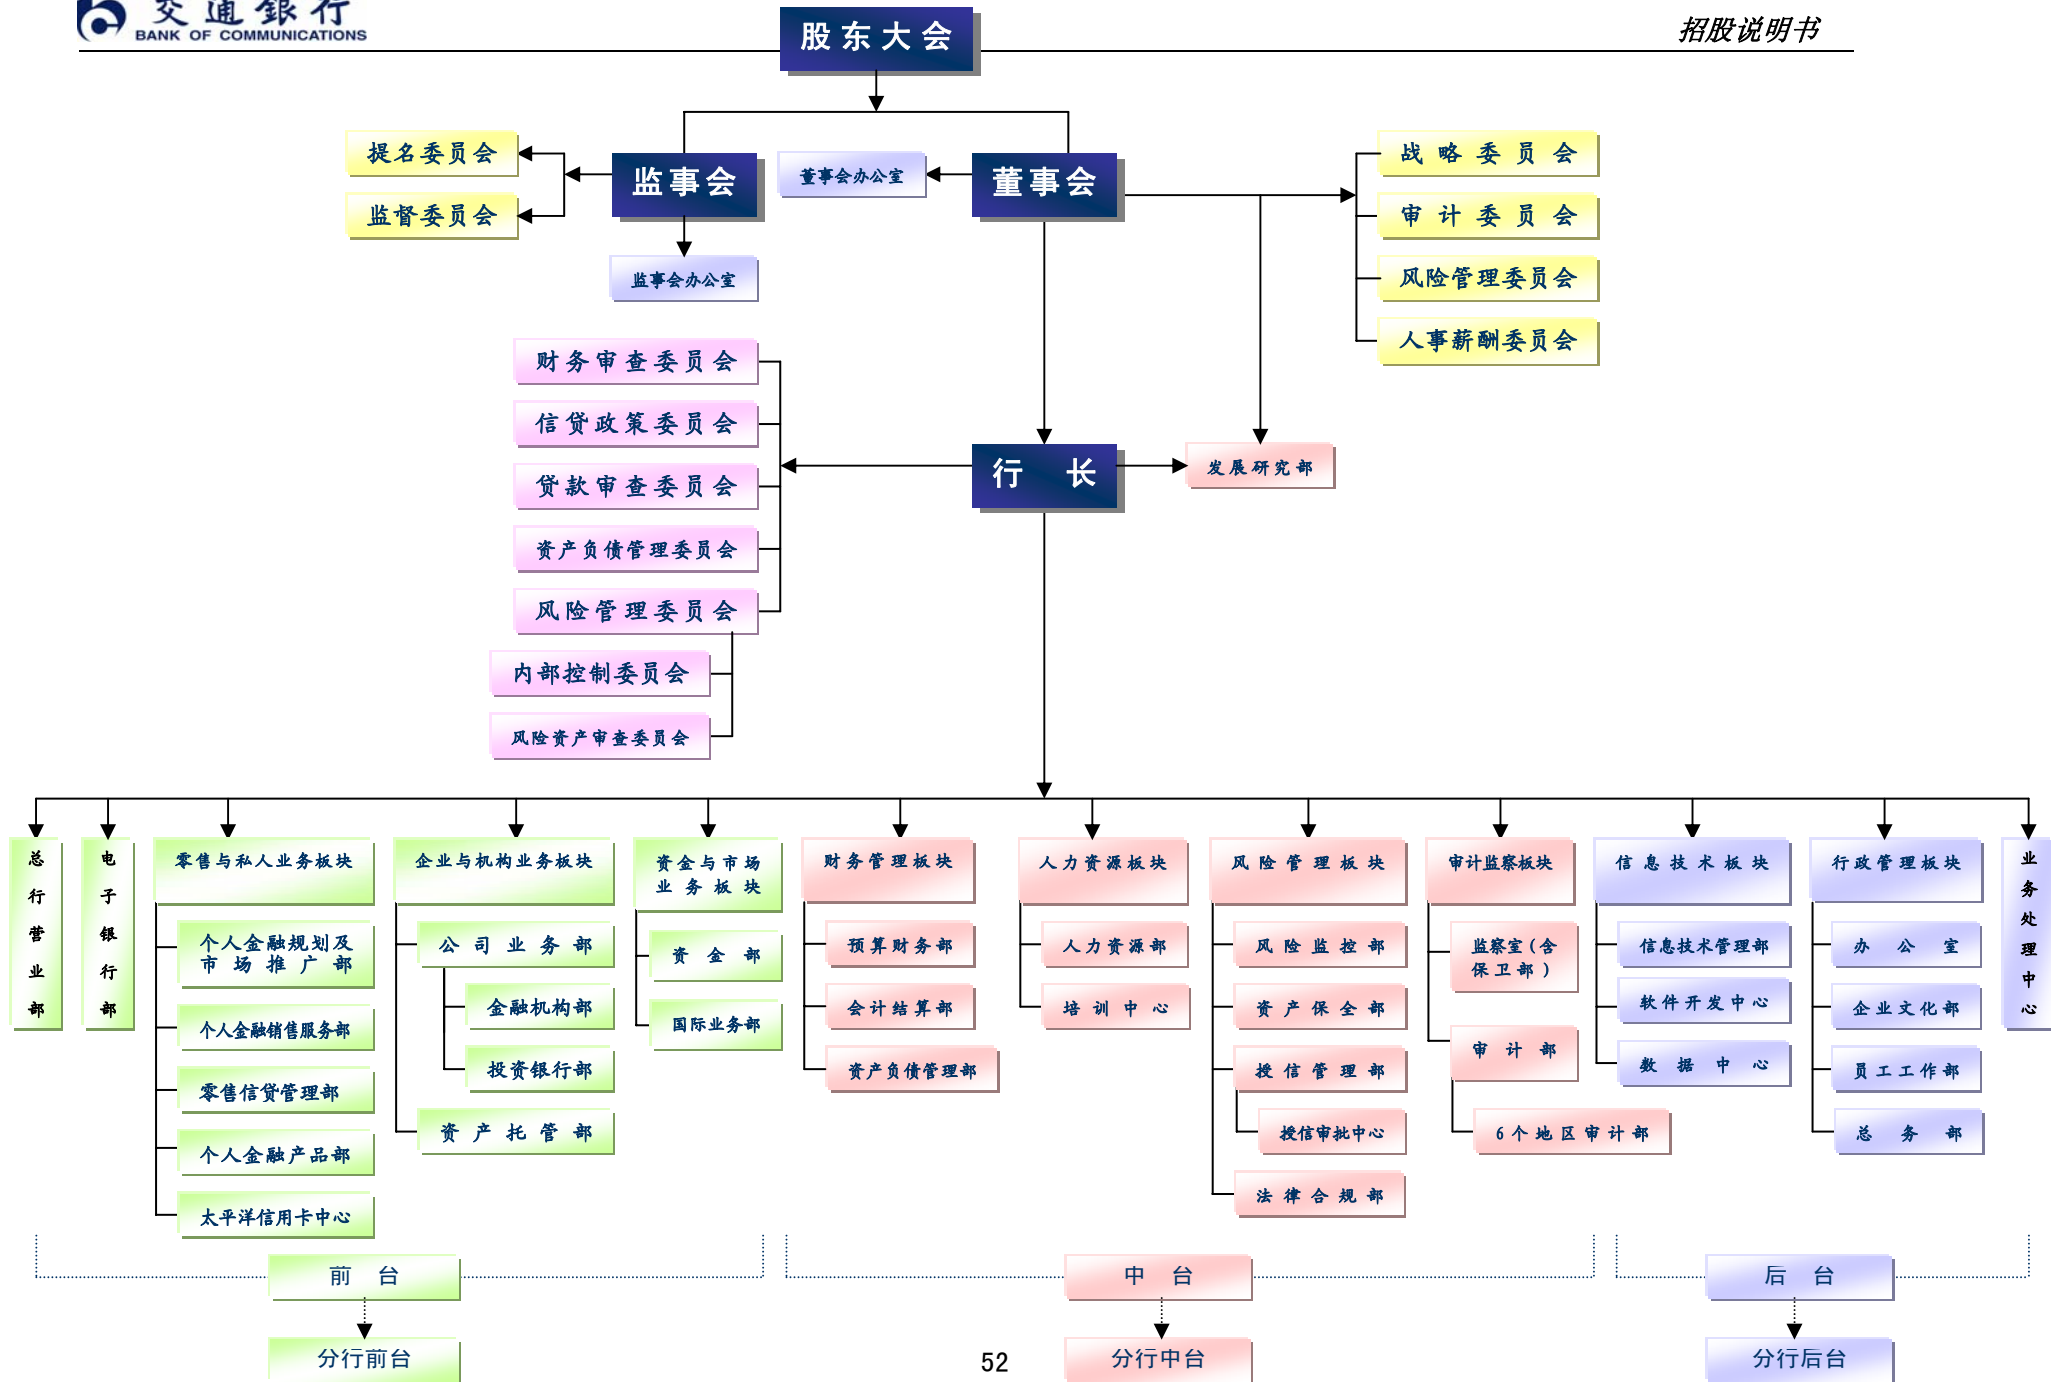 交通銀行
BANK OF COMMUNICATIONS
招股说明书
股东大会
提名委员会
监督委员会
监事会
监事会办公室
董事会办公室
董事会
战略委员会
审计委员会
风险管理委员会
人事薪酬委员会
财务审查委员会
信贷政策委员会
贷款审查委员会
资产负债管理委员会
风险管理委员会
内部控制委员会
风险资产审查委员会
行 长
发展研究部
总行营业部
电子银行部
零售与私人业务板块
个人金融规划及
市场推广部
个人金融销售服务部
零售信贷管理部
个人金融产品部
太平洋信用卡中心
企业与机构业务板块
公司业务部
金融机构部
投资银行部
资产托管部
资金与市场
业务板块
资金部
国际业务部
财务管理板块
预算财务部
会计结算部
资产负债管理部
人力资源板块
人力资源部
培训中心
风险管理板块
风险监控部
资产保全部
授信管理部
授信审批中心
法律合规部
审计监察板块
监察室(含
保卫部)
审计部
6个地区审计部
信息技术板块
信息技术管理部
软件开发中心
数据中心
行政管理板块
办公室
企业文化部
员工工作部
总务部
业务处理中心
前 台
中 台
后 台
分行前台
52
分行中台
分行后台